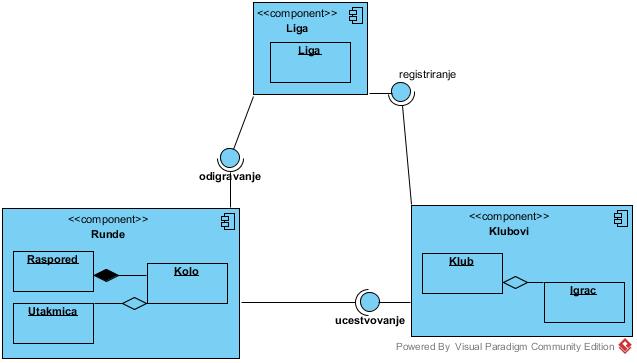 <<component>>
Liga
Liga
registriranje
odigravanje
<<component>>
Runde
Raspored
Kolo
Utakmica
<<component>>
Klubovi
Klub
Igrac
ucestvovanje
Powered By Visual Paradigm Community Edition